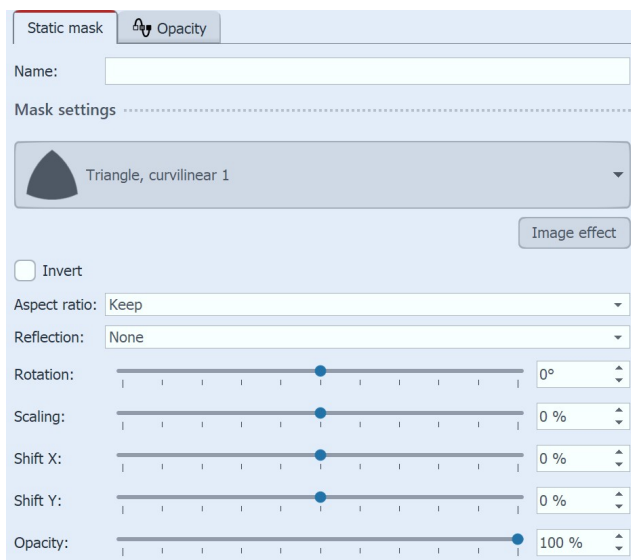 Static mask
Opacity
Name:
Mask settings
Triangle, curvilinear 1
Image effect
Invert
Aspect ratio: Keep
Reflection: None
Rotation: 0°
Scaling: 0 %
Shift X: 0 %
Shift Y: 0 %
Opacity: 100 %